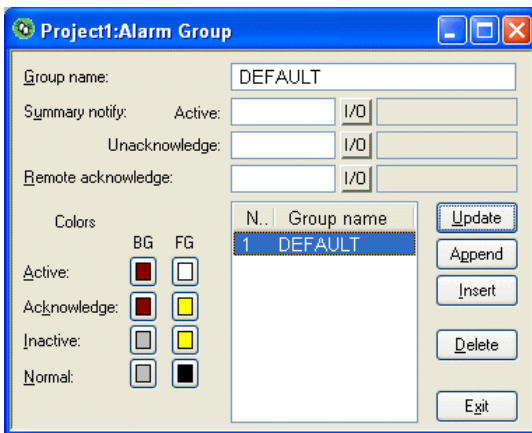 Project1:Alarm Group
Group name: DEFAULT
Summary notify: Active: I/O
Unacknowledge: I/O
Remote acknowledge: I/O
Colors
BG FG
Active:
Acknowledge:
Inactive:
Normal:
N.. Group name
1 DEFAULT
Update
Append
Insert
Delete
Exit